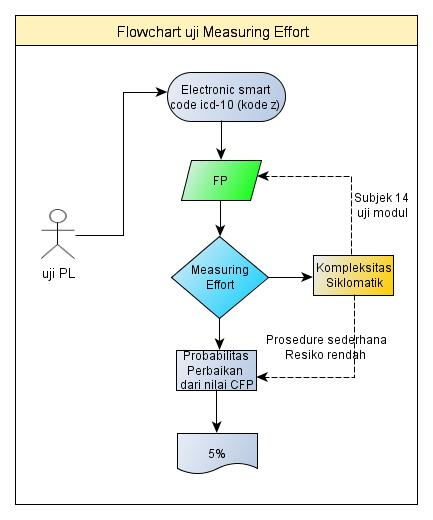 Flowchart uji Measuring Effort
Electronic smart
code icd-10 (kode z)
FP
Subjek 14
uji modul
uji PL
Measuring
Effort
Kompleksitas
Siklomatik
Prosedure sederhana
Resiko rendah
Probabilitas
Perbaikan
dari nilai CFP
5%